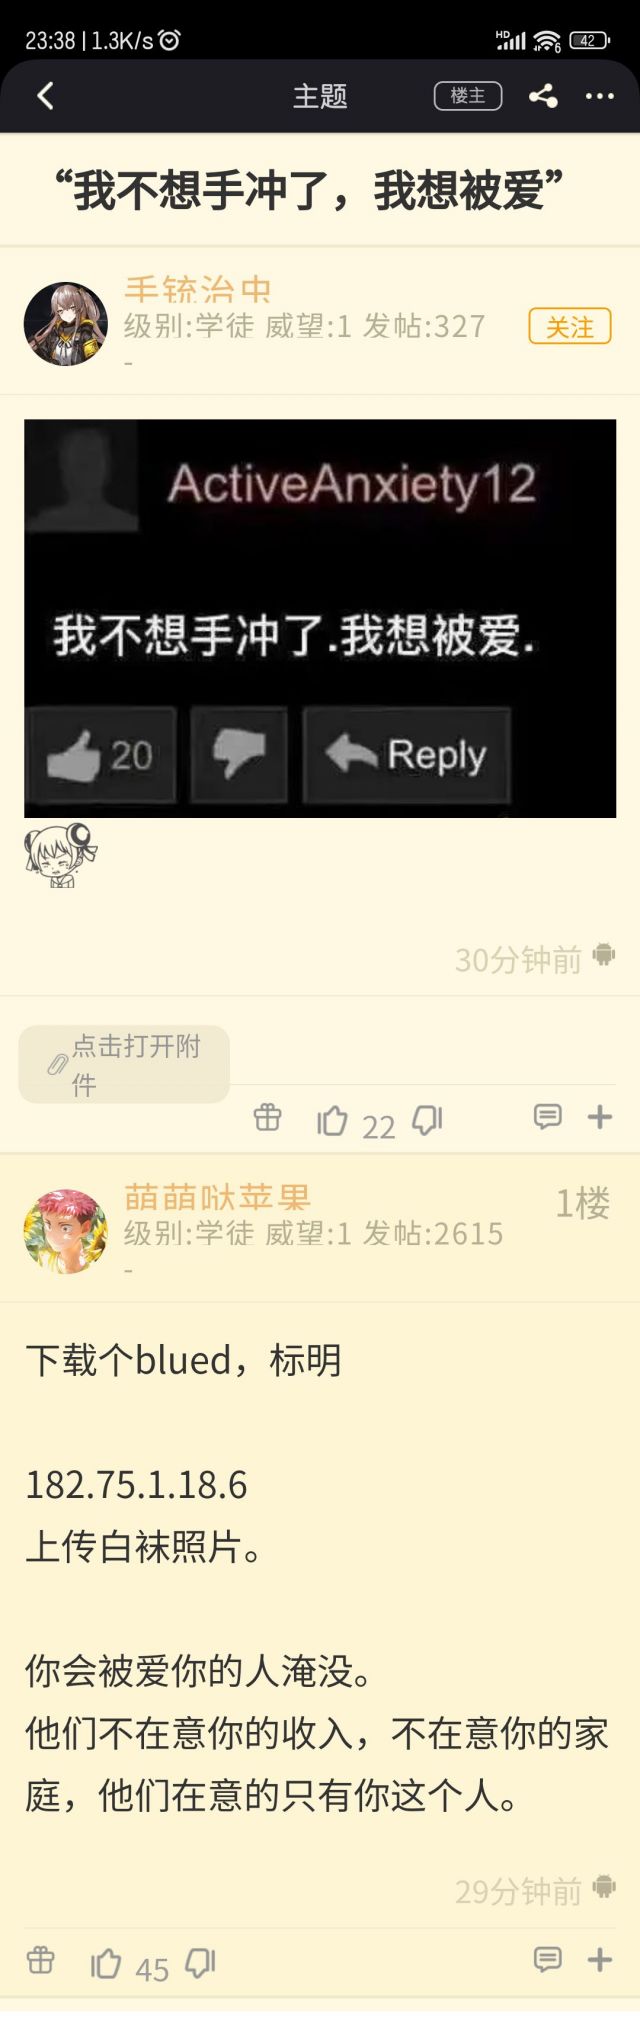 23:38 | 1.3K/s
HD
6
42
主题
楼主
“我不想手冲了，我想被爱”
手铳治虫
级别:学徒 威望:1 发帖:327
关注
-
ActiveAnxiety12
我不想手冲了.我想被爱.
20
Reply
30分钟前
点击打开附
件
22
萌萌哒苹果
1楼
级别:学徒 威望:1 发帖:2615
-
下载个blued，标明
182.75.1.18.6
上传白袜照片。
你会被爱你的人淹没。
他们不在意你的收入，不在意你的家
庭，他们在意的只有你这个人。
29分钟前
45